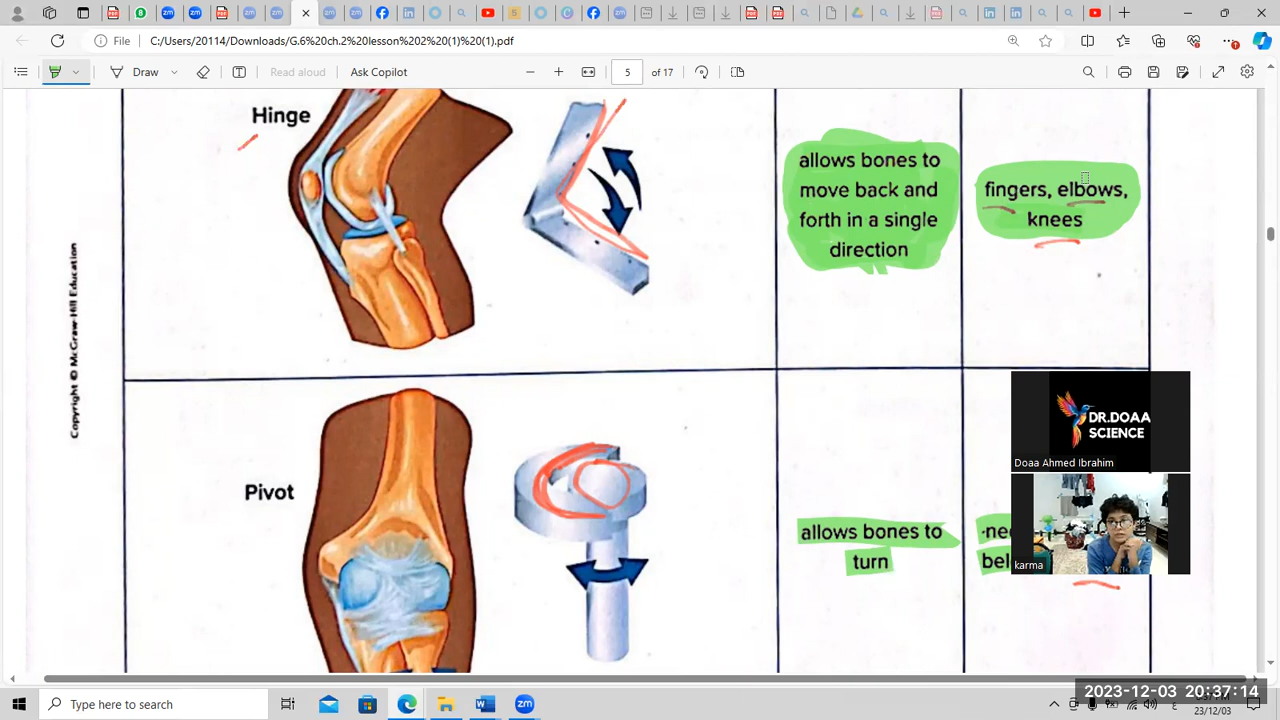 File
C:/Users/20114/Downloads/G.6%20ch.2%20lesson%202%20(1)%20(1).pdf
Draw
Read aloud
Ask Copilot
5
of 17
Copyright © McGraw-Hill Education
Hinge
allows bones to
move back and
forth in a single
direction
fingers, elbows,
knees
DR.DOAA
SCIENCE
Doaa Ahmed Ibrahim
karma
Pivot
allows bones to
turn
Type here to search
2023-12-03 20:37:14
23/12/03